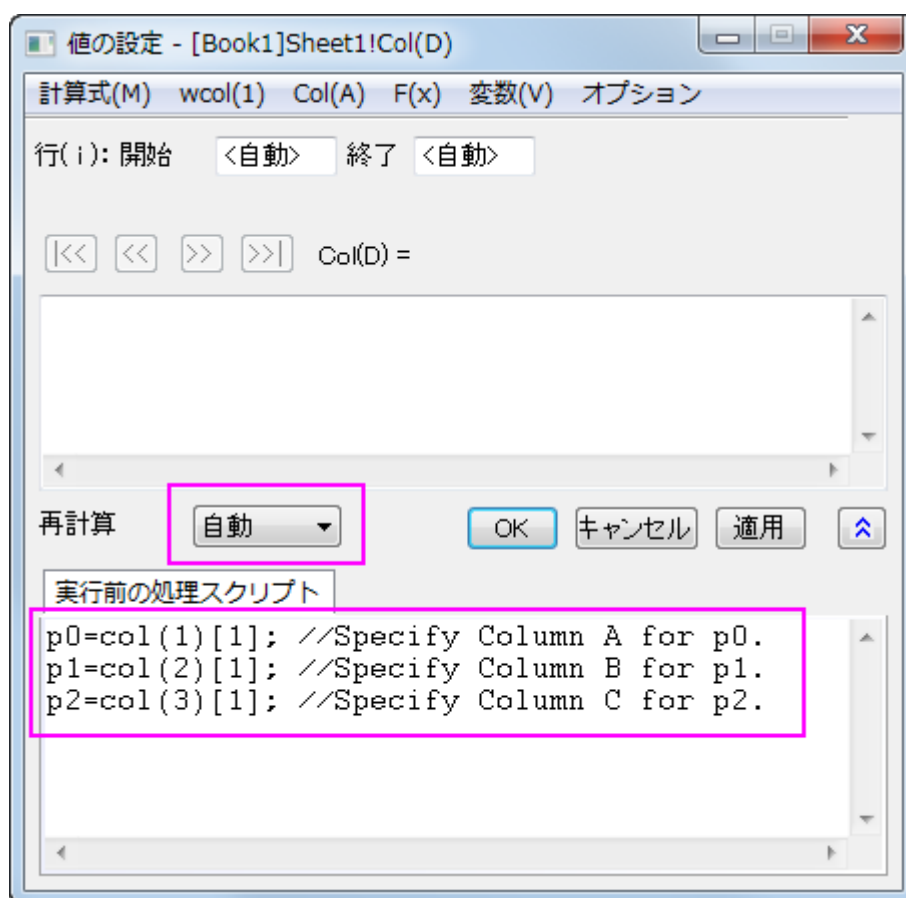 値の設定 - [Book1]Sheet1!Col(D)
計算式(M) wcol(1) Col(A) F(x) 変数(V) オプション
行(i): 開始 <自動> 終了 <自動>
|<< << >> >>| Col(D) =
再計算 自動 OK キャンセル 適用
実行前の処理スクリプト
p0=col(1)[1]; //Specify Column A for p0.
p1=col(2)[1]; //Specify Column B for p1.
p2=col(3)[1]; //Specify Column C for p2.